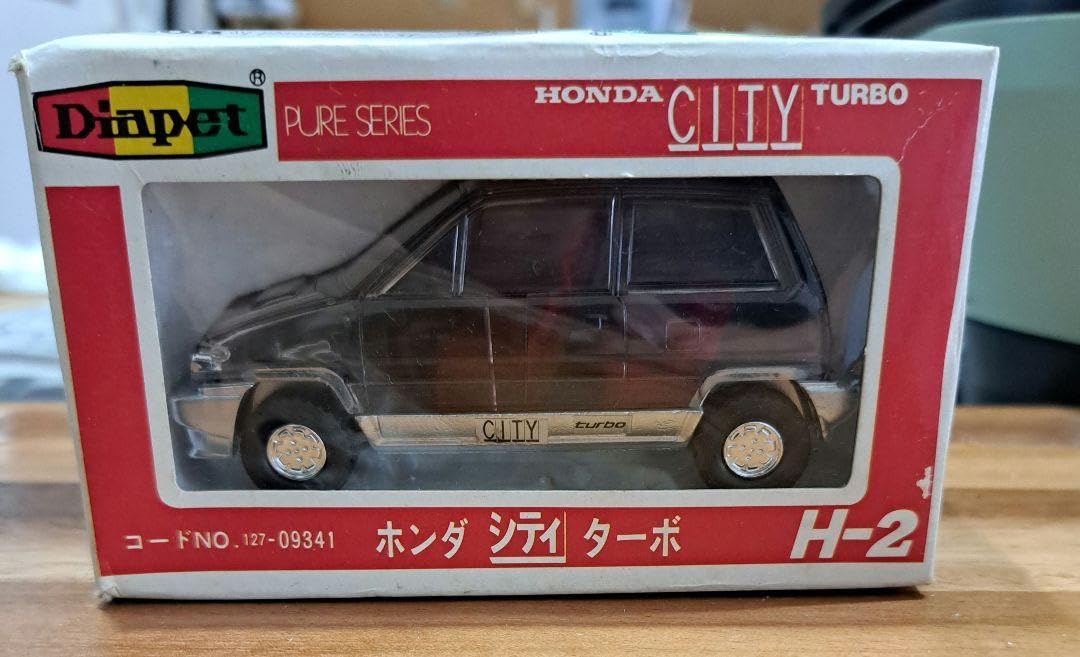 Diapet ®
PURE SERIES
HONDA CITY TURBO
CITY turbo
コードNO. 127-09341
ホンダ シティ ターボ
H-2